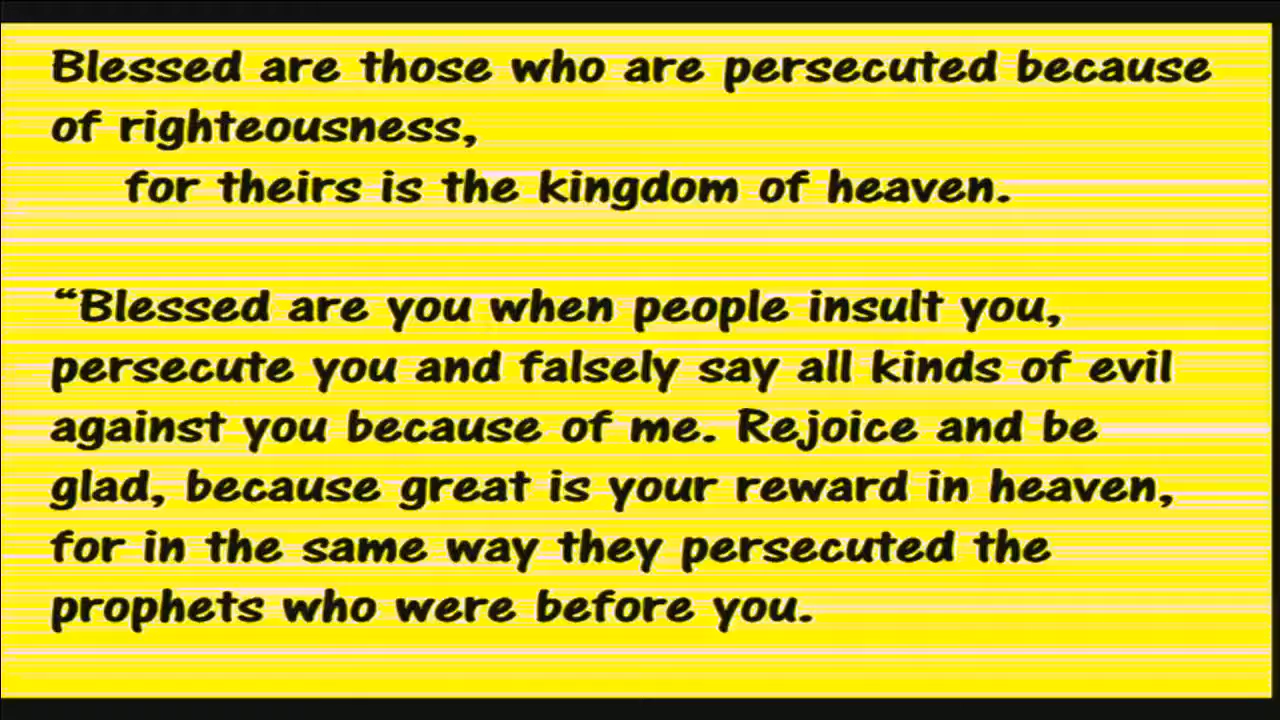 Blessed are those who are persecuted because
of righteousness,
for theirs is the kingdom of heaven.
“Blessed are you when people insult you,
persecute you and falsely say all kinds of evil
against you because of me. Rejoice and be
glad, because great is your reward in heaven,
for in the same way they persecuted the
prophets who were before you.